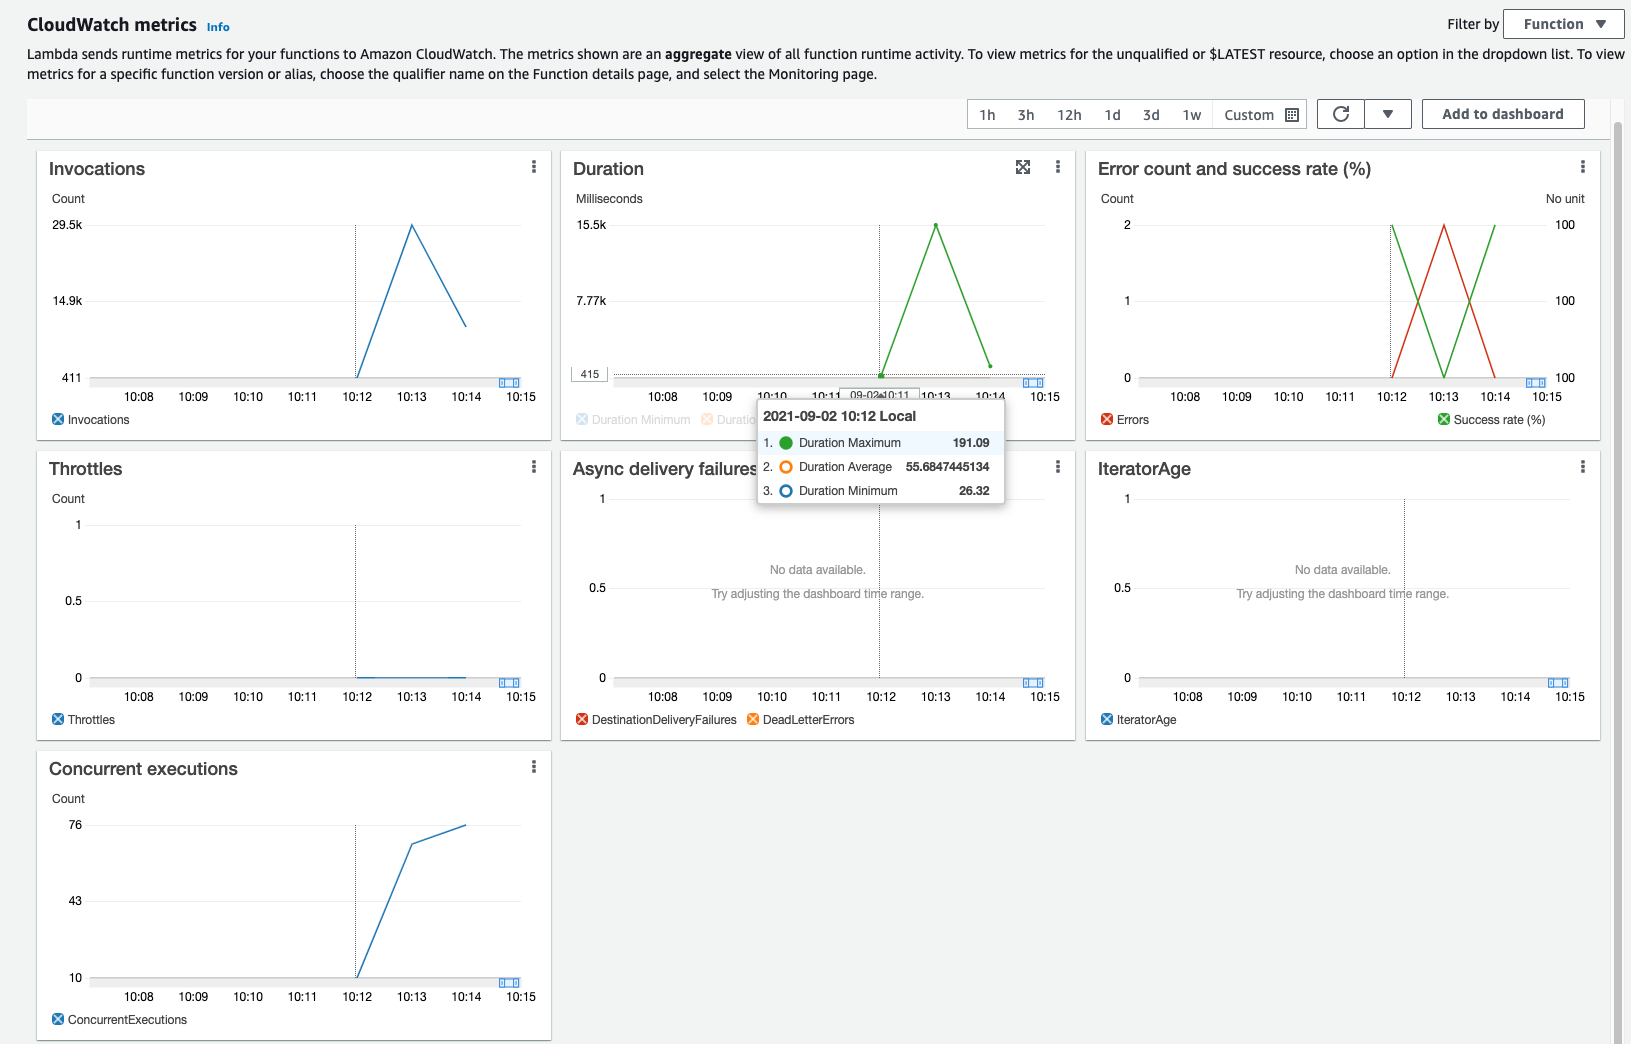 CloudWatch metrics Info
Filter by Function
Lambda sends runtime metrics for your functions to Amazon CloudWatch. The metrics shown are an aggregate view of all function runtime activity. To view metrics for the unqualified or $LATEST resource, choose an option in the dropdown list. To view
metrics for a specific function version or alias, choose the qualifier name on the Function details page, and select the Monitoring page.
1h 3h 12h 1d 3d 1w Custom Add to dashboard
Invocations
Count
29.5k
14.9k
411
10:08 10:09 10:10 10:11 10:12 10:13 10:14 10:15
Invocations
Duration
Milliseconds
15.5k
7.77k
415
10:08 10:09 10:10 10:11 09-02 10:11 10:13 10:14 10:15
Duration Minimum Duratio
2021-09-02 10:12 Local
1. Duration Maximum 191.09
2. Duration Average 55.6847445134
3. Duration Minimum 26.32
Error count and success rate (%)
Count No unit
2 100
1 100
0 100
10:08 10:09 10:10 10:11 10:12 10:13 10:14 10:15
Errors Success rate (%)
Throttles
Count
1
0.5
0
10:08 10:09 10:10 10:11 10:12 10:13 10:14 10:15
Throttles
Async delivery failures
1
No data available.
0.5
Try adjusting the dashboard time range.
0
10:08 10:09 10:10 10:11 10:12 10:13 10:14 10:15
DestinationDeliveryFailures DeadLetterErrors
IteratorAge
1
No data available.
0.5
Try adjusting the dashboard time range.
0
10:08 10:09 10:10 10:11 10:12 10:13 10:14 10:15
IteratorAge
Concurrent executions
Count
76
43
10
10:08 10:09 10:10 10:11 10:12 10:13 10:14 10:15
ConcurrentExecutions